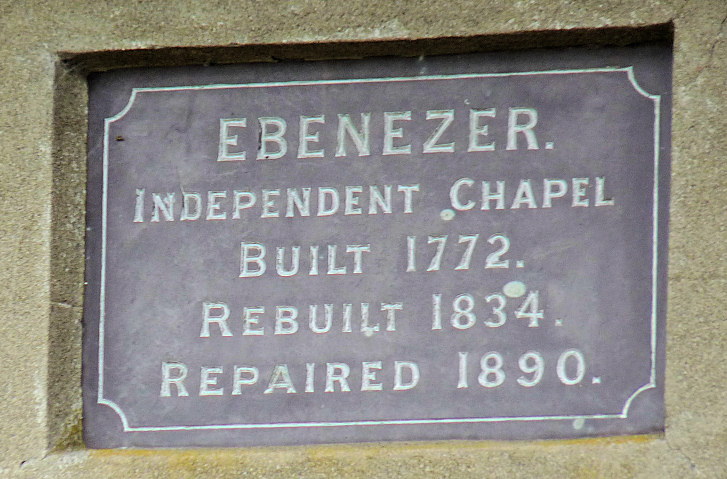 EBENEZER.
INDEPENDENT CHAPEL
BUILT 1772.
REBUILT 1834.
REPAIRED 1890.